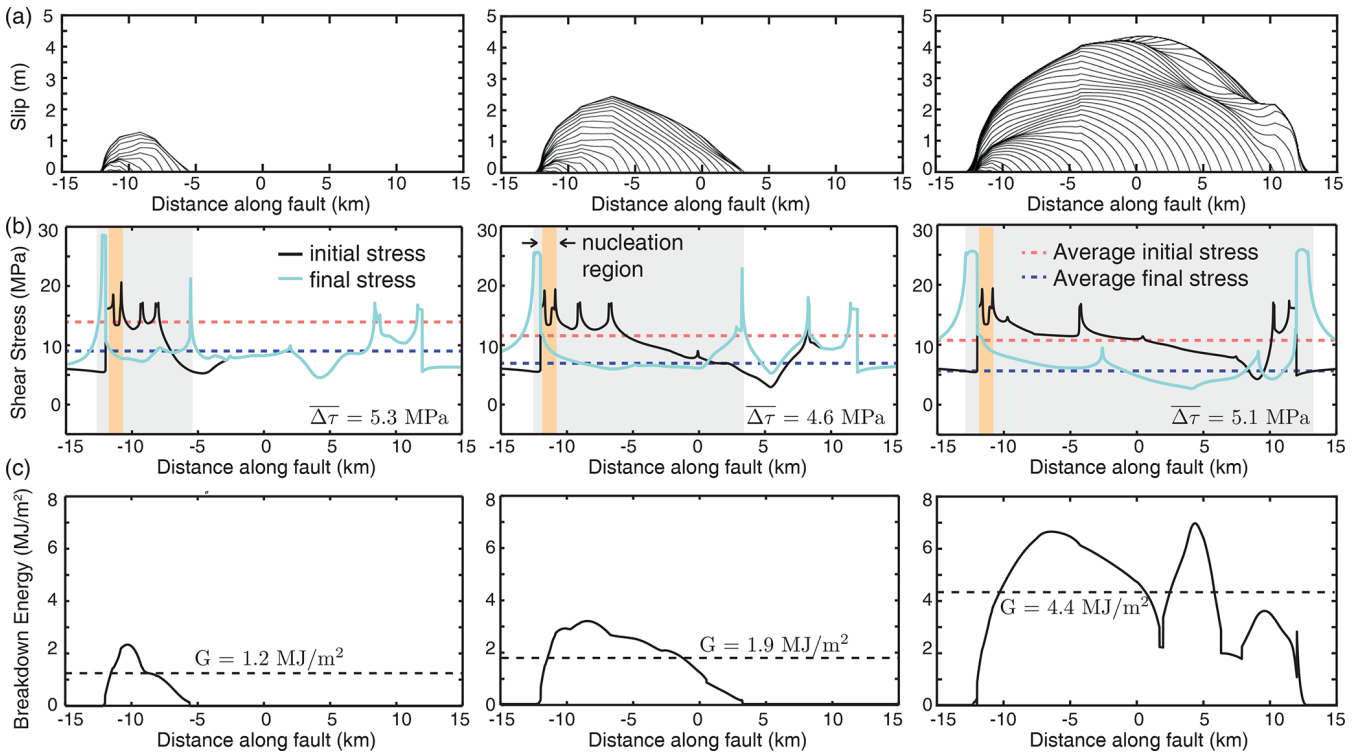 (a)
Slip (m)
5
4
3
2
1
0
-15 -10 -5 0 5 10 15
Distance along fault (km)
5
4
3
2
1
0
-15 -10 -5 0 5 10 15
Distance along fault (km)
5
4
3
2
1
0
-15 -10 -5 0 5 10 15
Distance along fault (km)
(b)
Shear Stress (MPa)
30
20
10
0
initial stress
final stress
Δτ = 5.3 MPa
-15 -10 -5 0 5 10 15
Distance along fault (km)
30
20
10
0
nucleation
region
Δτ = 4.6 MPa
-15 -10 -5 0 5 10 15
Distance along fault (km)
30
20
10
0
Average initial stress
Average final stress
Δτ = 5.1 MPa
-15 -10 -5 0 5 10 15
Distance along fault (km)
(c)
Breakdown Energy (MJ/m²)
8
6
4
2
0
G = 1.2 MJ/m²
-15 -10 -5 0 5 10 15
Distance along fault (km)
8
6
4
2
0
G = 1.9 MJ/m²
-15 -10 -5 0 5 10 15
Distance along fault (km)
8
6
4
2
0
G = 4.4 MJ/m²
-15 -10 -5 0 5 10 15
Distance along fault (km)